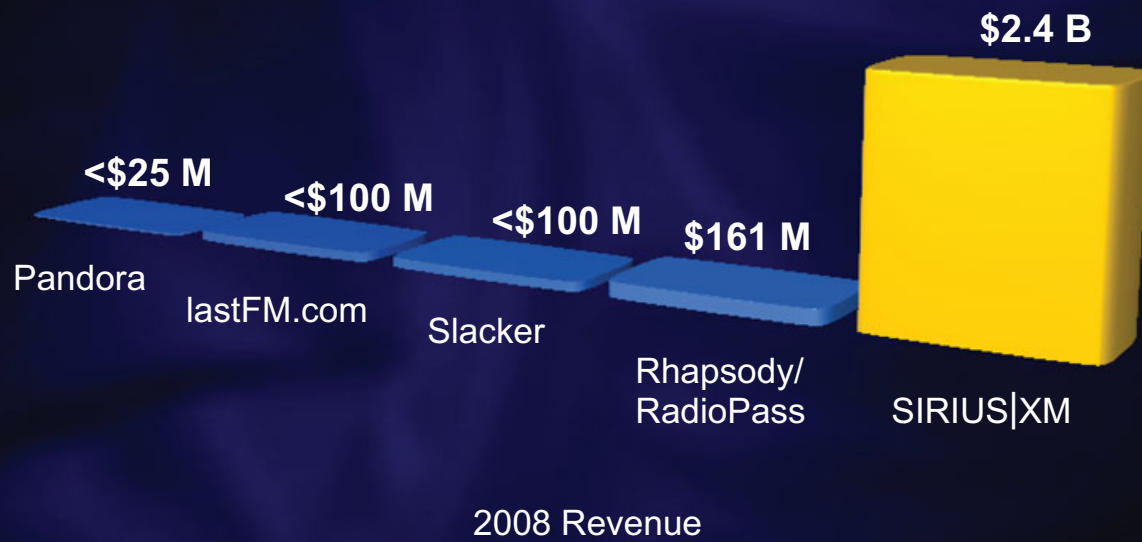 $2.4 B
<$25 M
<$100 M
<$100 M
$161 M
Pandora
lastFM.com
Slacker
Rhapsody/
RadioPass
SIRIUS|XM
2008 Revenue